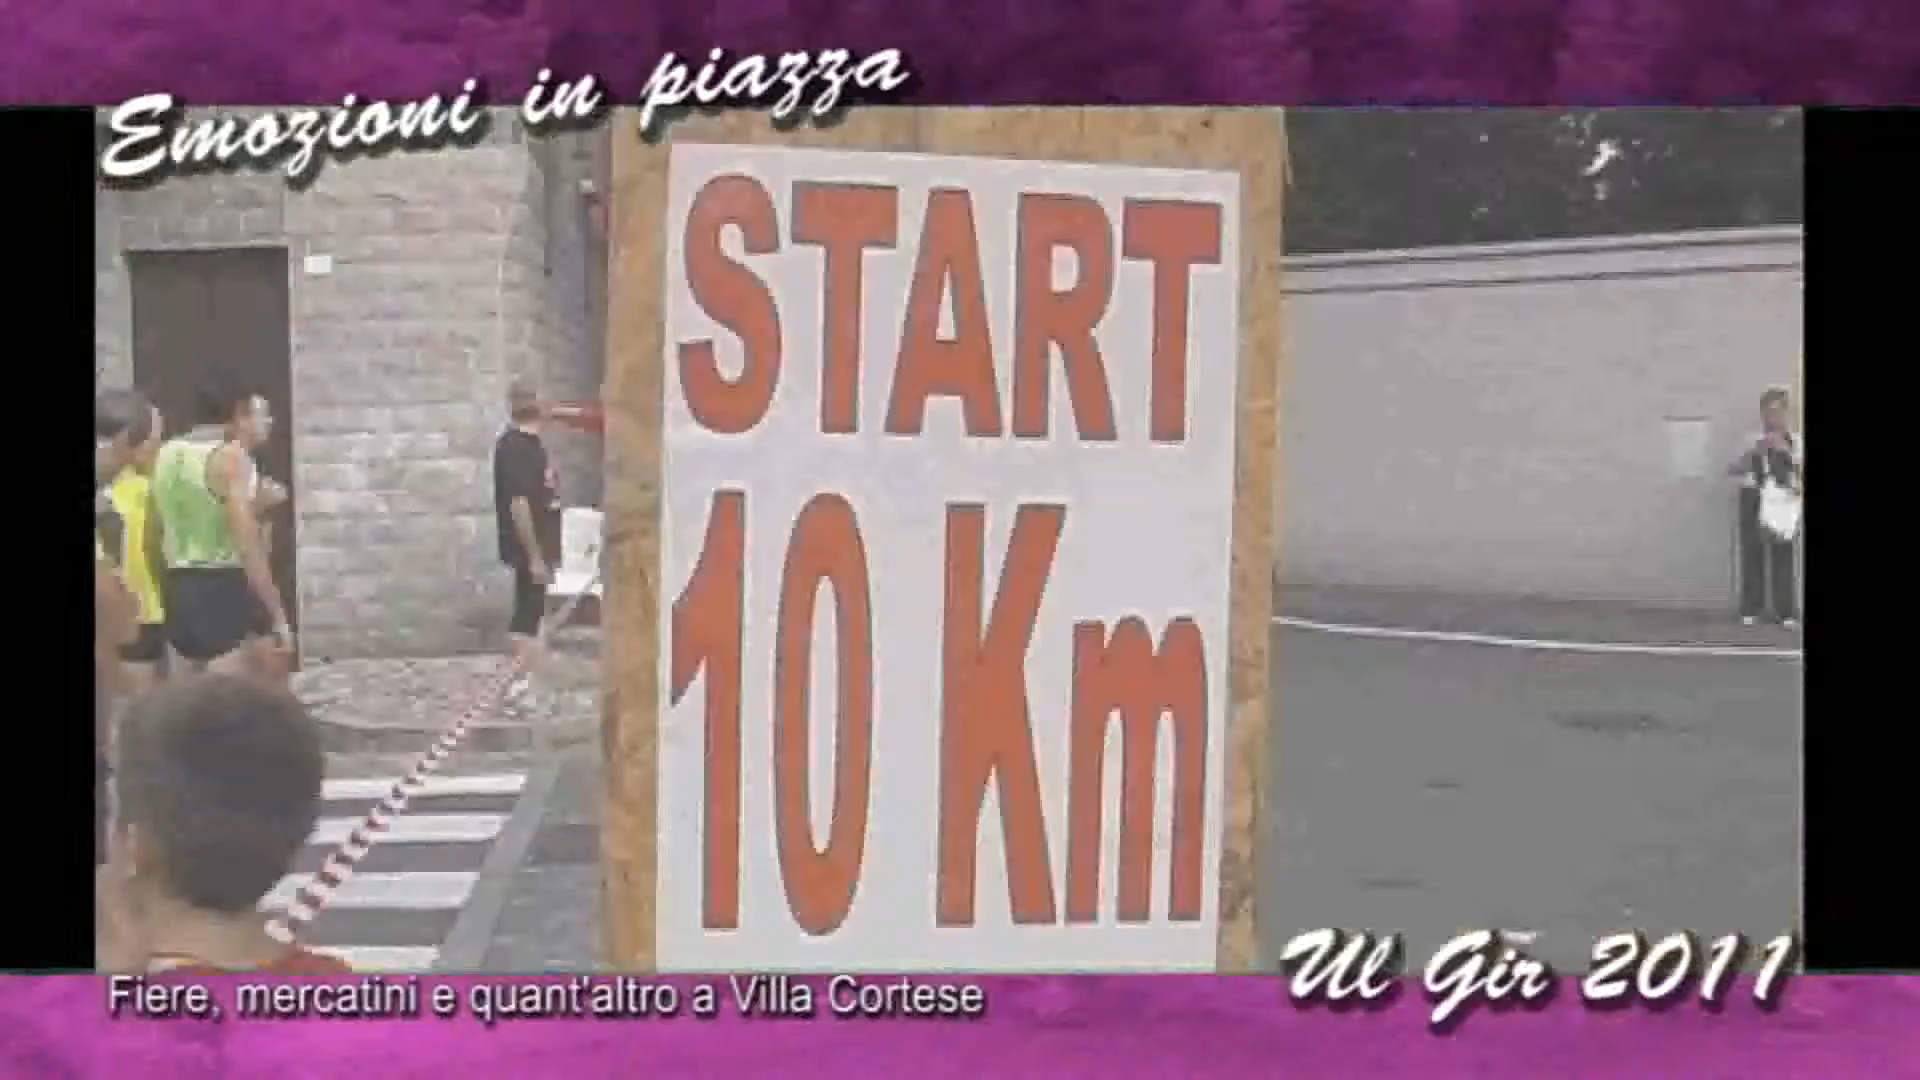 Emozioni in piazza
START
10 Km
Ul Gir 2011
Fiere, mercatini e quant'altro a Villa Cortese